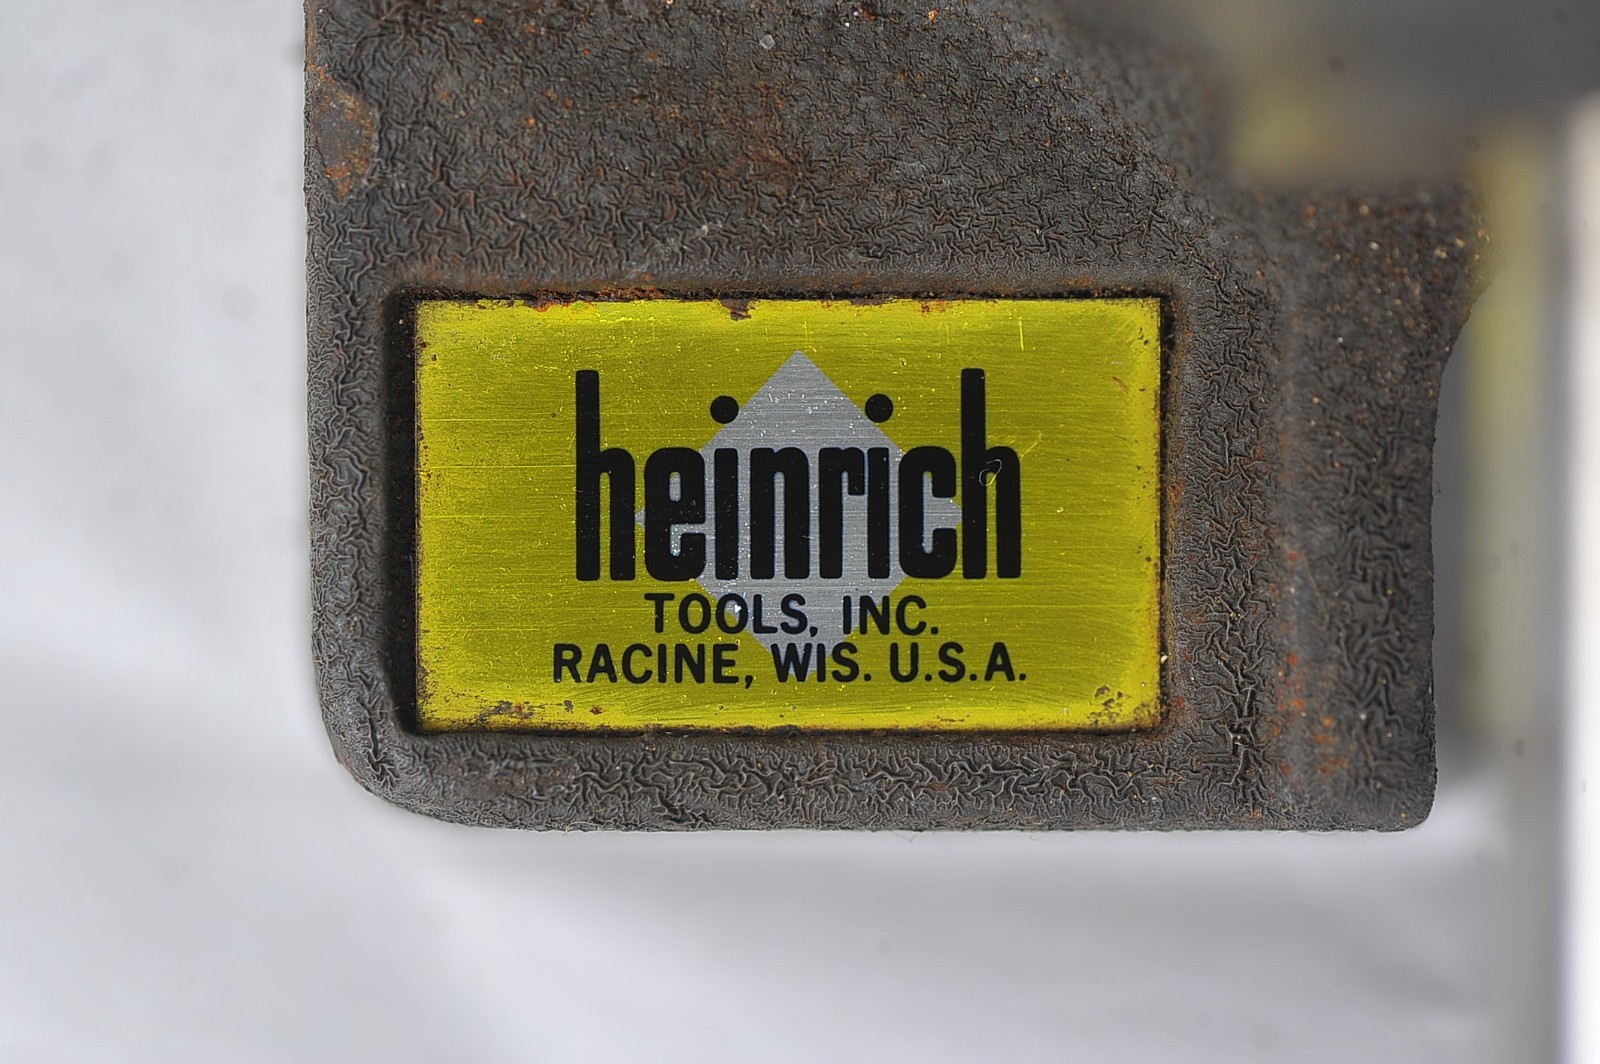 heinrich
TOOLS, INC.
RACINE, WIS. U.S.A.